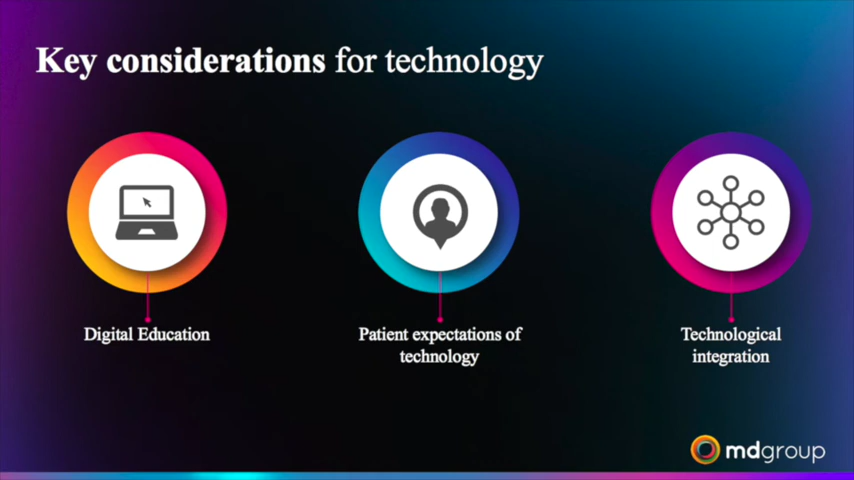 Key considerations for technology
Digital Education
Patient expectations of
technology
Technological
integration
mdgroup